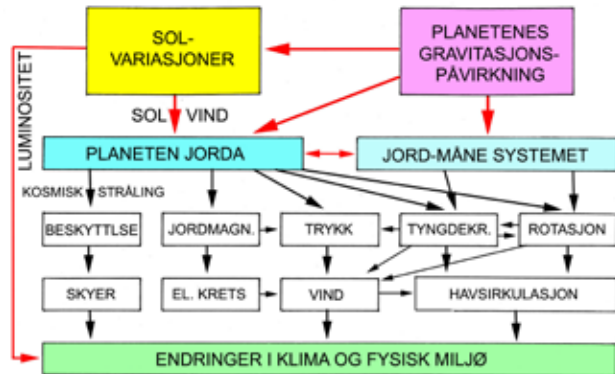 SOL-
VARIASJONER
PLANETENES
GRAVITASJONS-
PÅVIRKNING
LUMINOSITET
SOL VIND
PLANETEN JORDA
JORD-MÅNE SYSTEMET
KOSMISK STRÅLING
BESKYTTLSE
JORDMAGN.
TRYKK
TYNGDEKR.
ROTASJON
SKYER
EL. KRETS
VIND
HAVSIRKULASJON
ENDRINGER I KLIMA OG FYSISK MILJØ